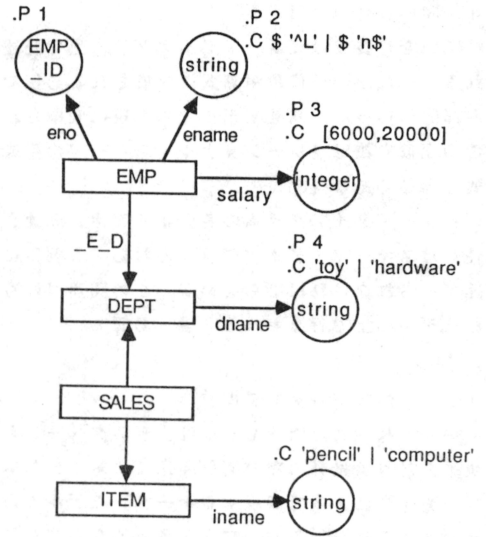 .P 1
.P 2
.C $ '^L' | $ 'n$'
EMP
_ID
string
eno
ename
.P 3
.C [6000,20000]
EMP
integer
salary
_E_D
.P 4
.C 'toy' | 'hardware'
DEPT
string
dname
SALES
.C 'pencil' | 'computer'
ITEM
string
iname